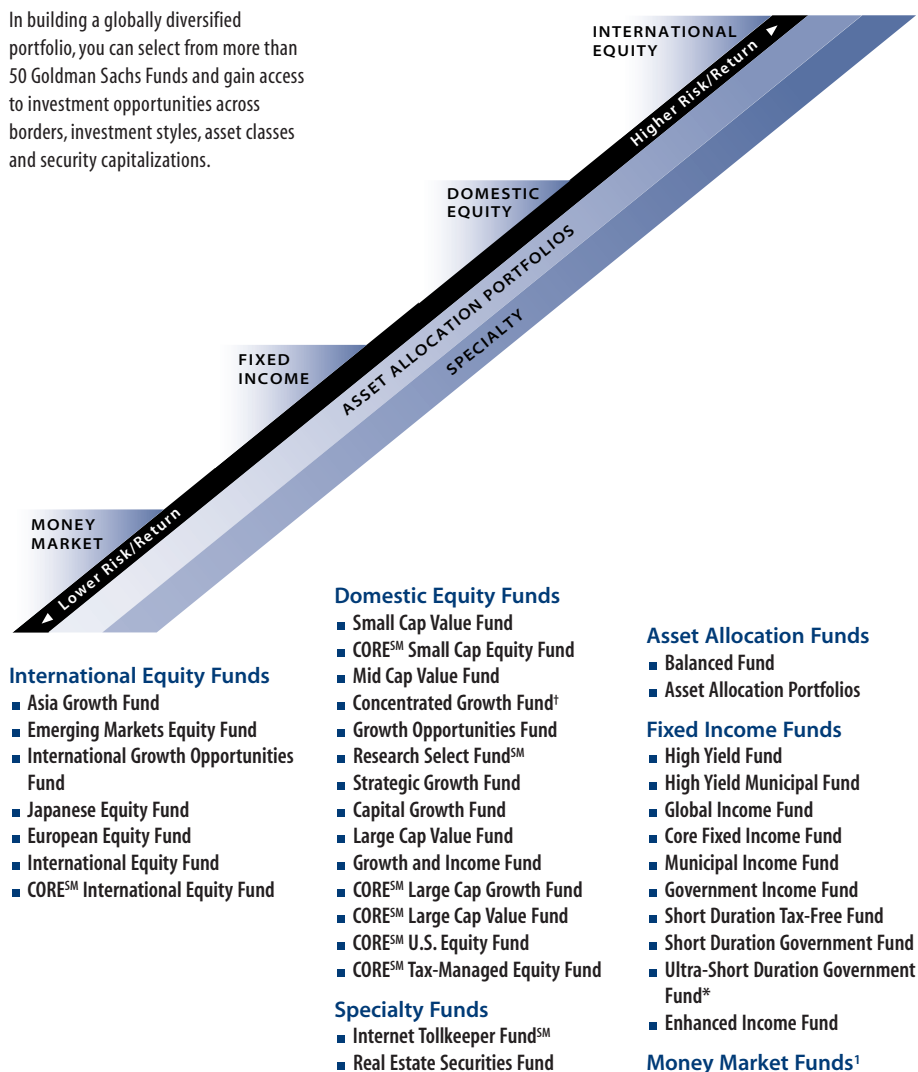 In building a globally diversified
portfolio, you can select from more than
50 Goldman Sachs Funds and gain access
to investment opportunities across
borders, investment styles, asset classes
and security capitalizations.
INTERNATIONAL
EQUITY
Higher Risk/Return ►
DOMESTIC
EQUITY
ASSET ALLOCATION PORTFOLIOS
SPECIALTY
FIXED
INCOME
MONEY
MARKET
◄ Lower Risk/Return
International Equity Funds
■ Asia Growth Fund
■ Emerging Markets Equity Fund
■ International Growth Opportunities
Fund
■ Japanese Equity Fund
■ European Equity Fund
■ International Equity Fund
■ CORE℠ International Equity Fund
Domestic Equity Funds
■ Small Cap Value Fund
■ CORE℠ Small Cap Equity Fund
■ Mid Cap Value Fund
■ Concentrated Growth Fund†
■ Growth Opportunities Fund
■ Research Select Fund℠
■ Strategic Growth Fund
■ Capital Growth Fund
■ Large Cap Value Fund
■ Growth and Income Fund
■ CORE℠ Large Cap Growth Fund
■ CORE℠ Large Cap Value Fund
■ CORE℠ U.S. Equity Fund
■ CORE℠ Tax-Managed Equity Fund
Specialty Funds
■ Internet Tollkeeper Fund℠
■ Real Estate Securities Fund
Asset Allocation Funds
■ Balanced Fund
■ Asset Allocation Portfolios
Fixed Income Funds
■ High Yield Fund
■ High Yield Municipal Fund
■ Global Income Fund
■ Core Fixed Income Fund
■ Municipal Income Fund
■ Government Income Fund
■ Short Duration Tax-Free Fund
■ Short Duration Government Fund
■ Ultra-Short Duration Government
Fund*
■ Enhanced Income Fund
Money Market Funds¹